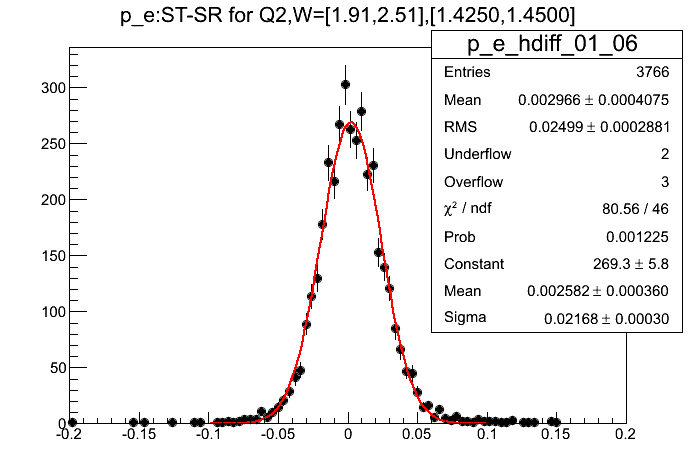 p_e:ST-SR for Q2,W=[1.91,2.51],[1.4250,1.4500]
p_e_hdiff_01_06
Entries 3766
Mean 0.002966 ± 0.0004075
RMS 0.02499 ± 0.0002881
Underflow 2
Overflow 3
χ² / ndf 80.56 / 46
Prob 0.001225
Constant 269.3 ± 5.8
Mean 0.002582 ± 0.000360
Sigma 0.02168 ± 0.00030
300
250
200
150
100
50
0
-0.2 -0.15 -0.1 -0.05 0 0.05 0.1 0.15 0.2